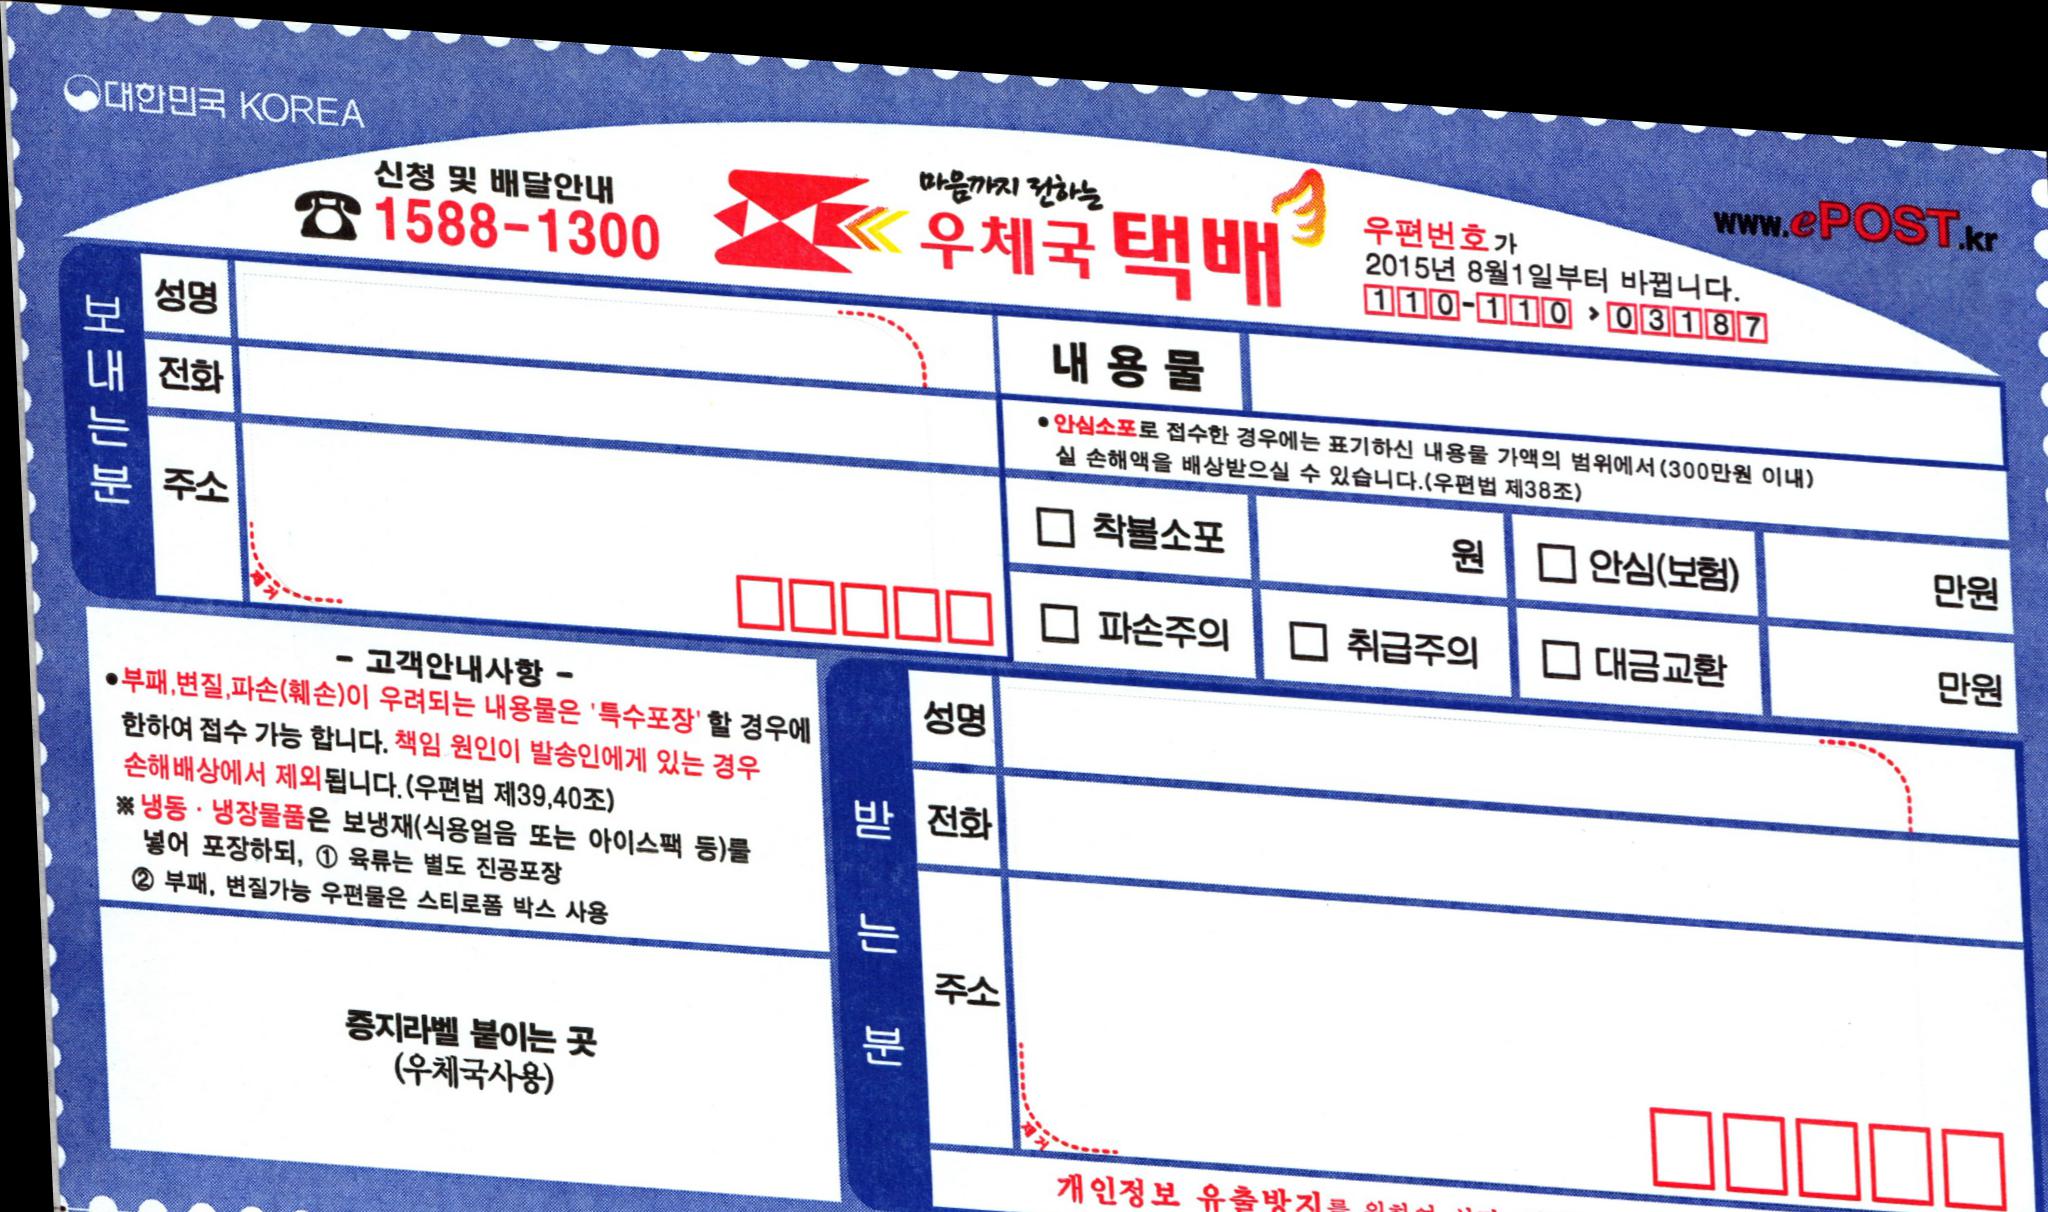 대한민국 KOREA
신청 및 배달안내
1588-1300
마음까지 전하는
우체국 택배
우편번호가
2015년 8월1일부터 바뀝니다.
110-110 > 03187
www.ePOST.kr
보내는분
성명
전화
주소
제거
내용물
•안심소포로 접수한 경우에는 표기하신 내용물 가액의 범위에서(300만원 이내)
실 손해액을 배상받으실 수 있습니다.(우편법 제38조)
□ 착불소포 원 □ 안심(보험) 만원
□ 파손주의 □ 취급주의 □ 대금교환 만원
- 고객안내사항 -
•부패,변질,파손(훼손)이 우려되는 내용물은 '특수포장' 할 경우에
한하여 접수 가능 합니다. 책임 원인이 발송인에게 있는 경우
손해배상에서 제외됩니다.(우편법 제39,40조)
※ 냉동·냉장물품은 보냉재(식용얼음 또는 아이스팩 등)를
넣어 포장하되, ① 육류는 별도 진공포장
② 부패, 변질가능 우편물은 스티로폼 박스 사용
증지라벨 붙이는 곳
(우체국사용)
받는분
성명
전화
주소
제거
개인정보 유출방지를